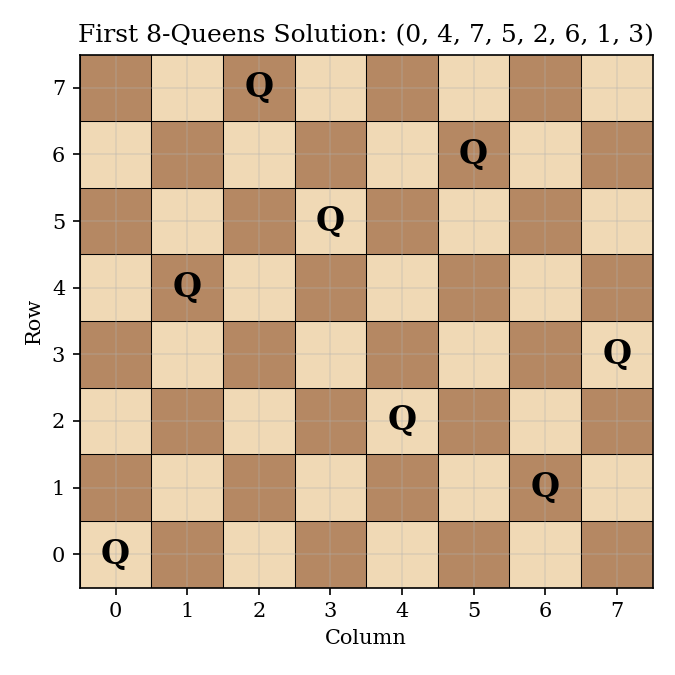 First 8-Queens Solution: (0, 4, 7, 5, 2, 6, 1, 3)
Row
7 Q
6 Q
5 Q
4 Q
3 Q
2 Q
1 Q
0 Q
0 1 2 3 4 5 6 7
Column